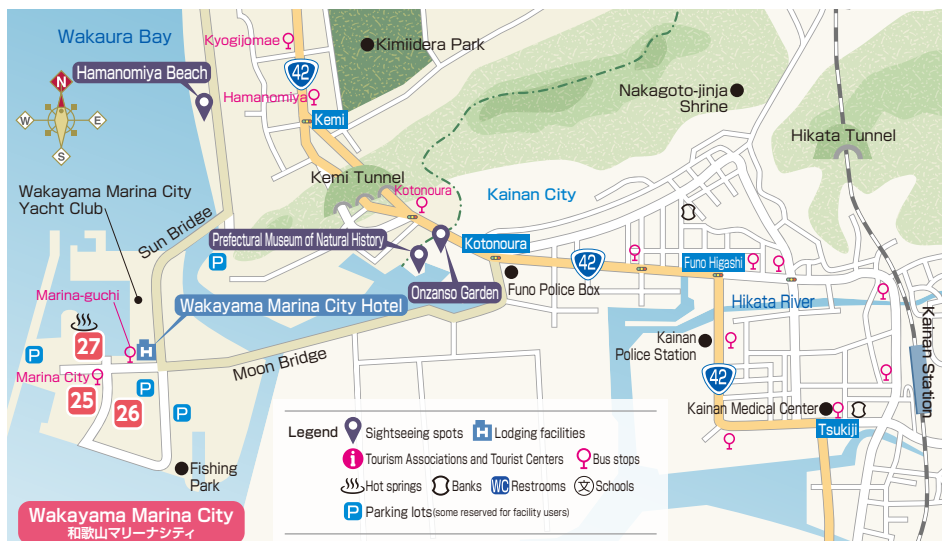 Wakaura Bay
Kyogijomae
Kimiidera Park
Hamanomiya Beach
42
Hamanomiya
Kemi
Nakagoto-jinja
Shrine
Hikata Tunnel
N
W
E
S
Kemi Tunnel
Kotonoura
Kainan City
Wakayama Marina City
Yacht Club
Sun Bridge
P
Prefectural Museum of Natural History
Kotonoura
42
Funo Higashi
Onzanso Garden
Funo Police Box
Hikata River
Marina-guchi
Wakayama Marina City Hotel
H
27
P
Moon Bridge
Kainan
Police Station
Kainan Station
Marina City
25
26
P
P
42
Kainan Medical Center
Tsukiji
Fishing
Park
Wakayama Marina City
和歌山マリーナシティ
Legend
Sightseeing spots
H Lodging facilities
i Tourism Associations and Tourist Centers
Bus stops
Hot springs
Banks
WC Restrooms
文 Schools
P Parking lots(some reserved for facility users)